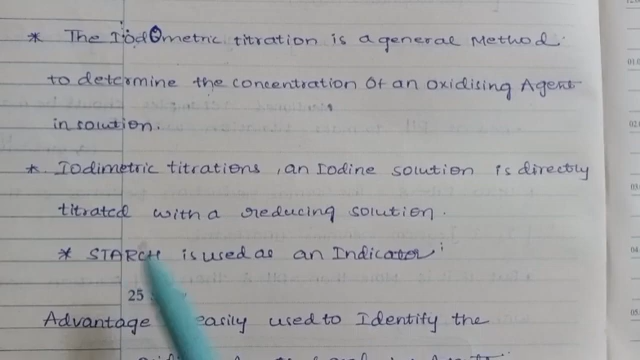 * The IodOmetric titration is a general Method
to determine the concentration Of an oxidising Agent
in solution.
* Iodimetric titrations, an Iodine solution is directly
titrated with a reducing solution.
* STARCH is used as an Indicator
25
Advantage easily used to Identify the